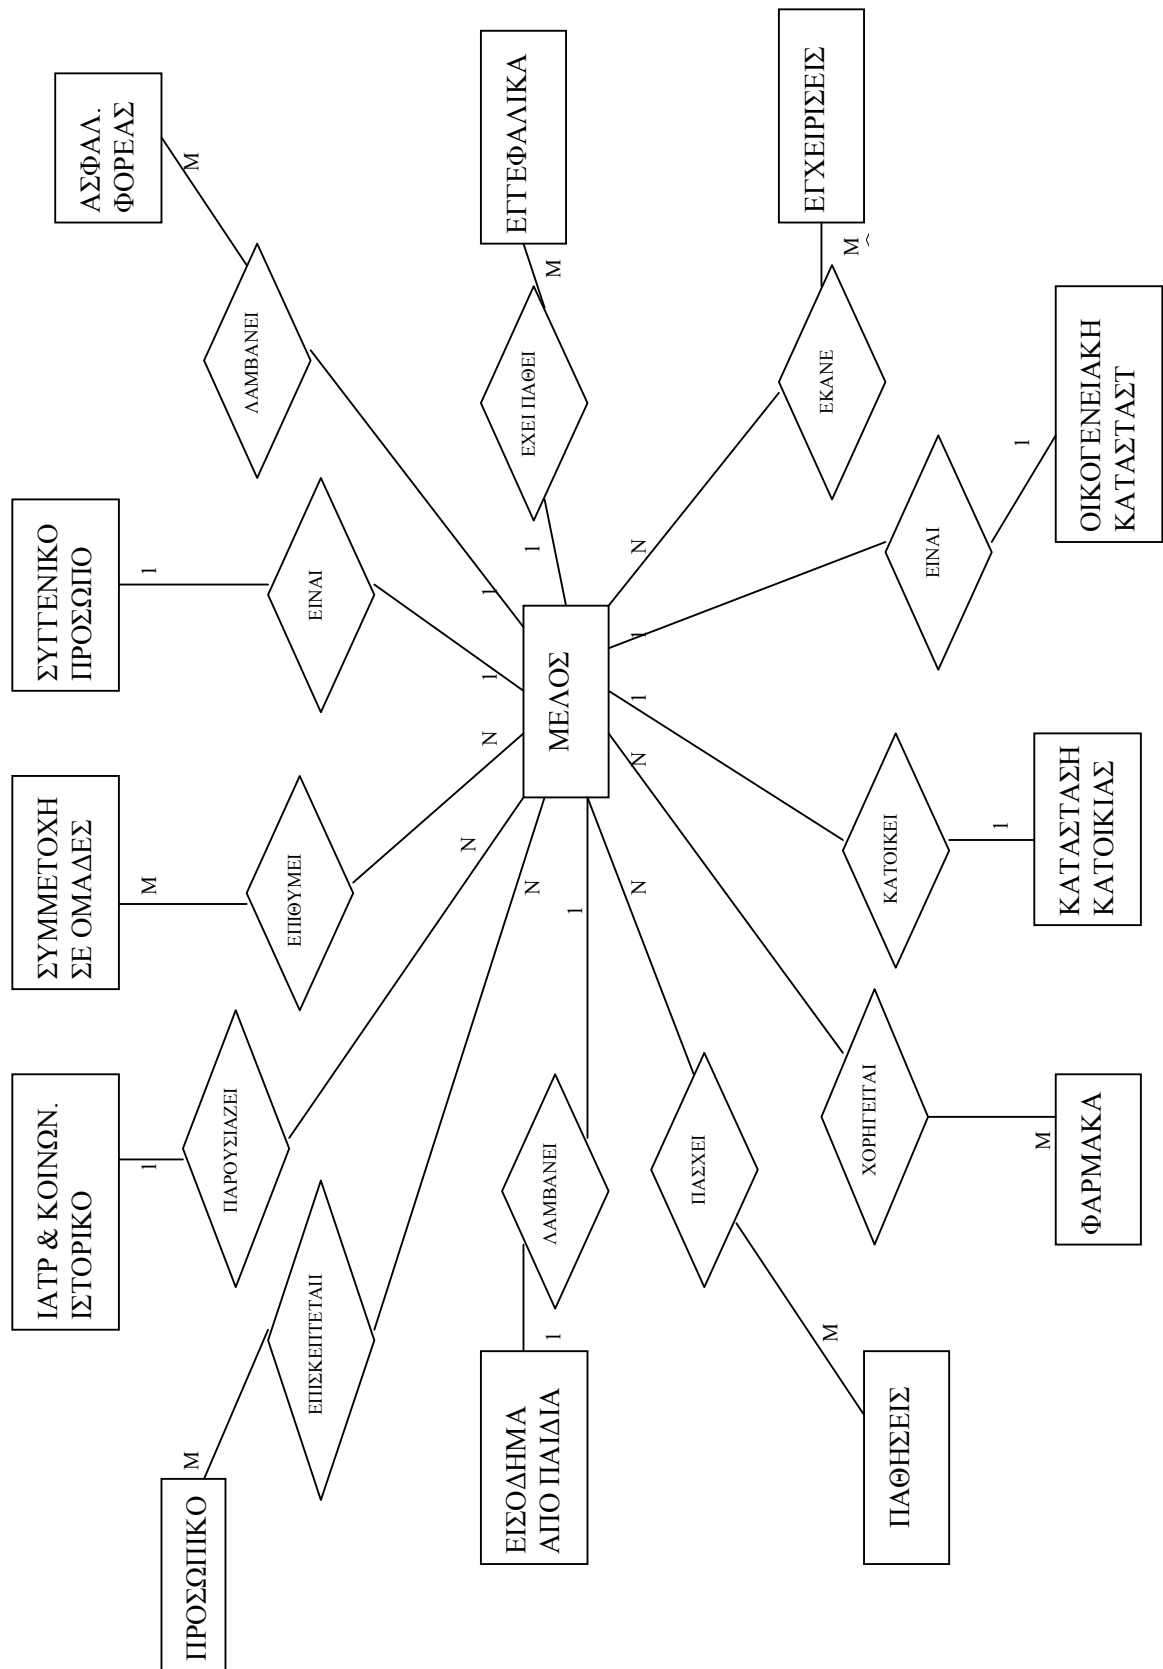 ΙΑΤΡ & ΚΟΙΝΩΝ.
ΙΣΤΟΡΙΚΟ
ΣΥΜΜΕΤΟΧΗ
ΣΕ ΟΜΑΔΕΣ
ΣΥΓΓΕΝΙΚΟ
ΠΡΟΣΩΠΟ
ΑΣΦΑΛ.
ΦΟΡΕΑΣ
1
Μ
1
Μ
Μ
ΠΡΟΣΩΠΙΚΟ
ΠΑΡΟΥΣΙΑΖΕΙ
ΕΠΙΘΥΜΕΙ
ΕΙΝΑΙ
ΛΑΜΒΑΝΕΙ
ΕΠΙΣΚΕΠΤΕΤΑΙΙ
Ν
Ν
1
1
Ν
1
1
Μ
ΕΙΣΟΔΗΜΑ
ΑΠΟ ΠΑΙΔΙΑ
ΛΑΜΒΑΝΕΙ
ΜΕΛΟΣ
ΕΧΕΙ ΠΑΘΕΙ
ΕΓΓΕΦΑΛΙΚΑ
1
1
Ν
Ν
1
1
Ν
ΠΑΣΧΕΙ
ΕΚΑΝΕ
Μ
ΕΓΧΕΙΡΙΣΕΙΣ
Μ
ΠΑΘΗΣΕΙΣ
ΧΟΡΗΓΕΙΤΑΙ
ΚΑΤΟΙΚΕΙ
ΕΙΝΑΙ
Μ
1
1
ΦΑΡΜΑΚΑ
ΚΑΤΑΣΤΑΣΗ
ΚΑΤΟΙΚΙΑΣ
ΟΙΚΟΓΕΝΕΙΑΚΗ
ΚΑΤΑΣΤΑΣΤ